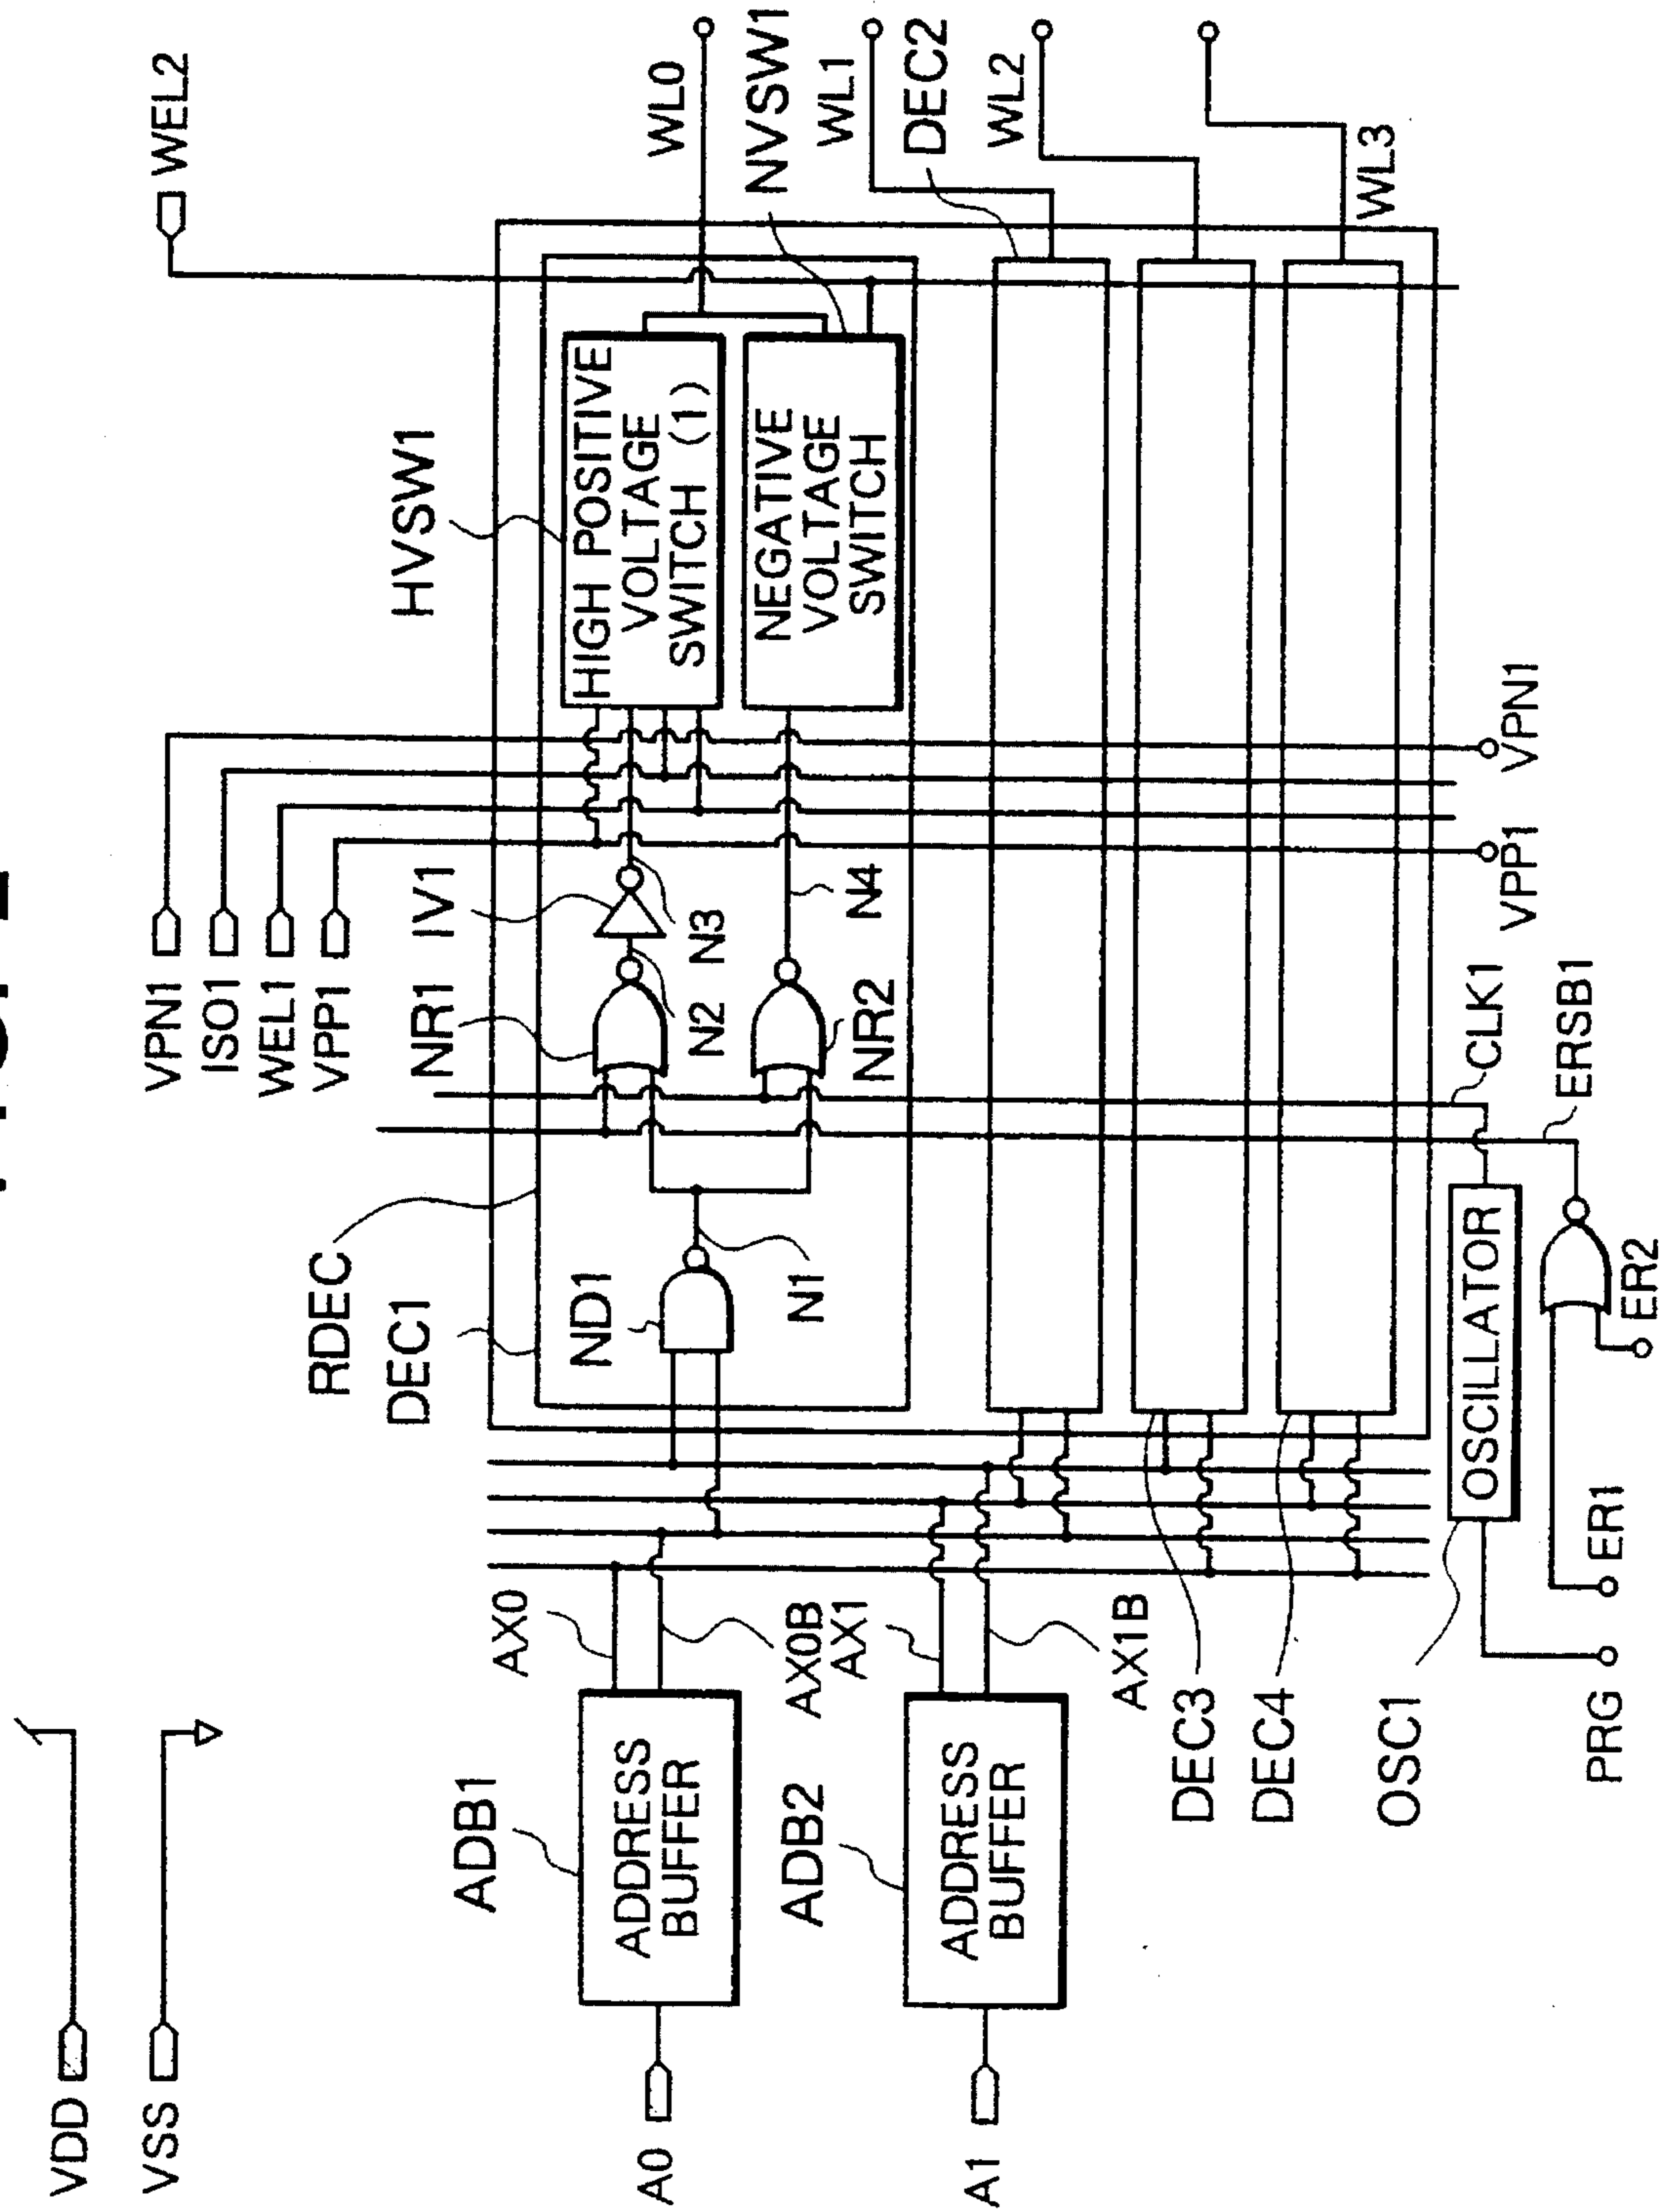 VDD
VSS
WEL2
VPN1
ISO1
WEL1
VPP1
RDEC
DEC1
NR1
IV1
HVSW1
WL0
NVSW1
WL1
DEC2
WL2
WL3
HIGH POSITIVE
VOLTAGE
SWITCH (1)
NEGATIVE
VOLTAGE
SWITCH
ND1
N1
N2
N3
NR2
N4
ADB1
ADDRESS
BUFFER
A0
AX0
AX0B
ADB2
ADDRESS
BUFFER
A1
AX1
AX1B
DEC3
DEC4
OSC1
OSCILLATOR
CLK1
ERSB1
VPP1
VPN1
PRG
ER1
ER2